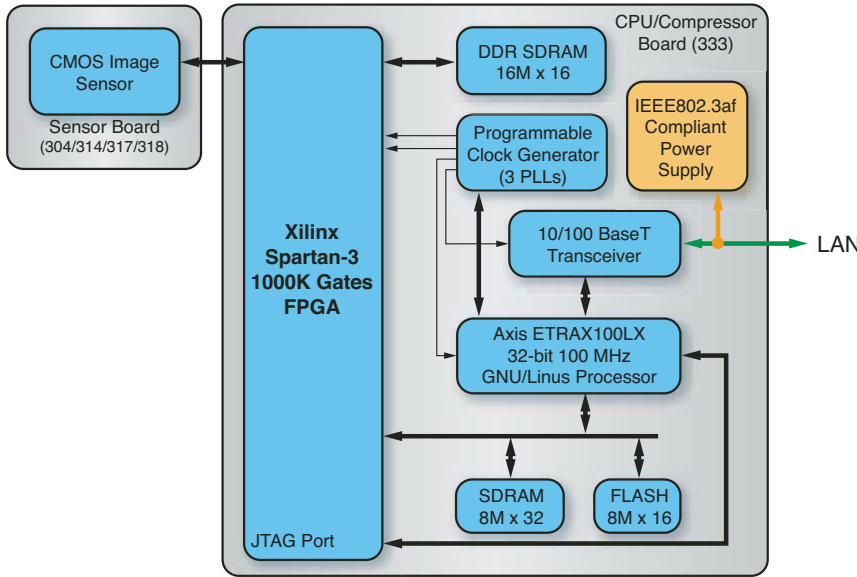 CMOS Image
Sensor
Sensor Board
(304/314/317/318)
CPU/Compressor
Board (333)
DDR SDRAM
16M x 16
IEEE802.3af
Compliant
Power
Supply
Programmable
Clock Generator
(3 PLLs)
Xilinx
Spartan-3
1000K Gates
FPGA
10/100 BaseT
Transceiver
LAN
Axis ETRAX100LX
32-bit 100 MHz
GNU/Linus Processor
SDRAM
8M x 32
FLASH
8M x 16
JTAG Port